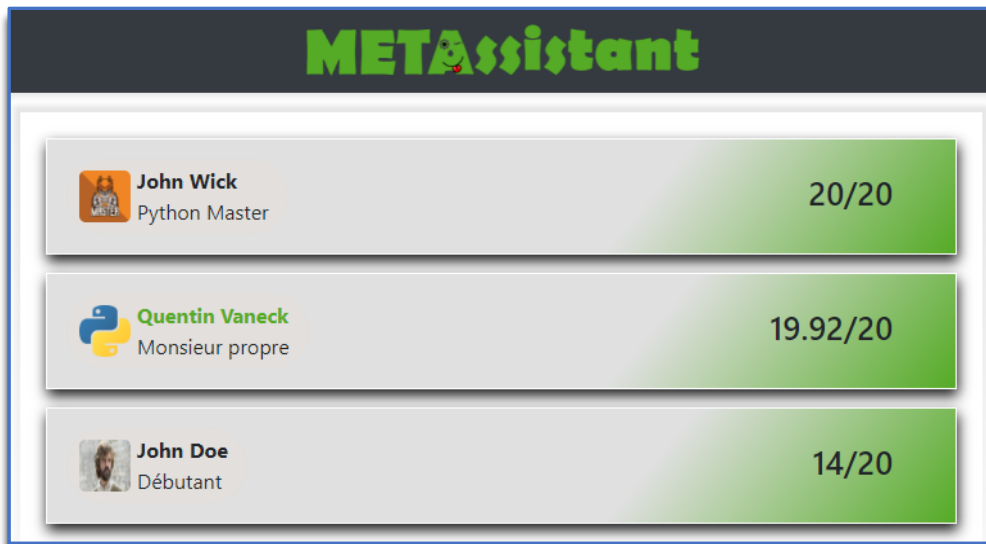 METAssistant
John Wick
Python Master
20/20
Quentin Vaneck
Monsieur propre
19.92/20
John Doe
Débutant
14/20